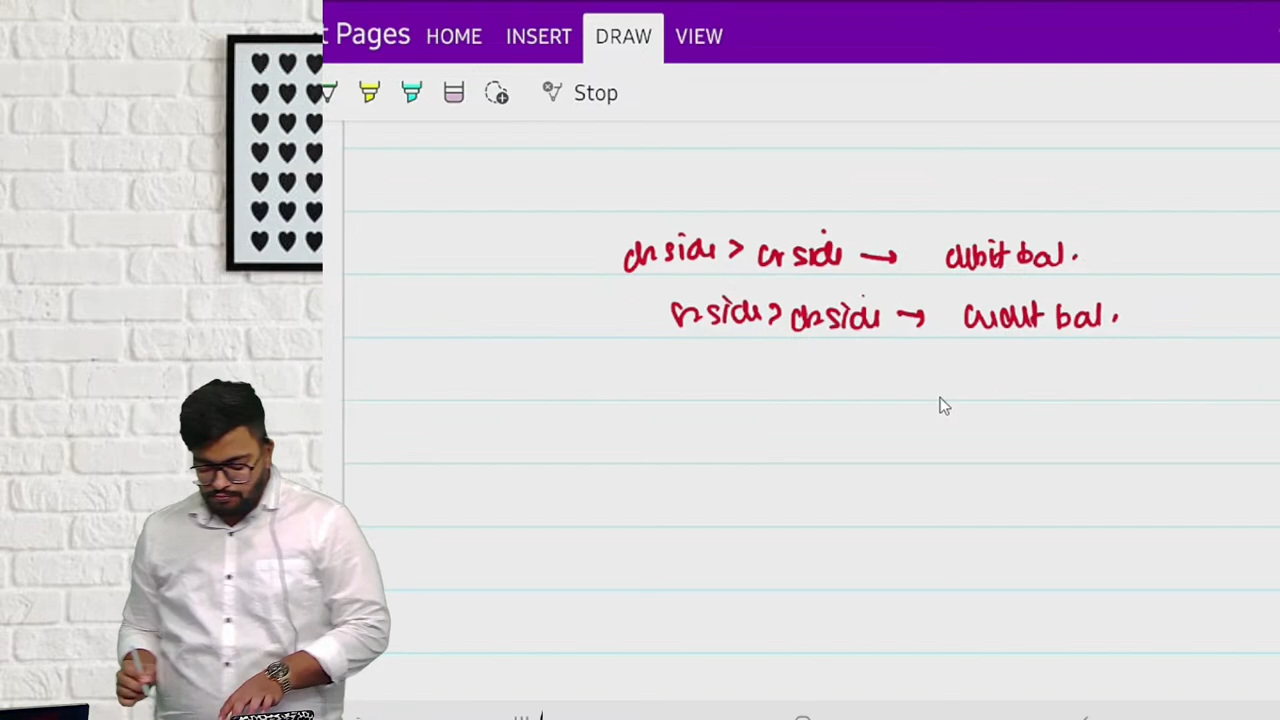 t Pages HOME INSERT DRAW VIEW
Stop
dr side > cr side → debit bal.
cr side > dr side → credit bal.